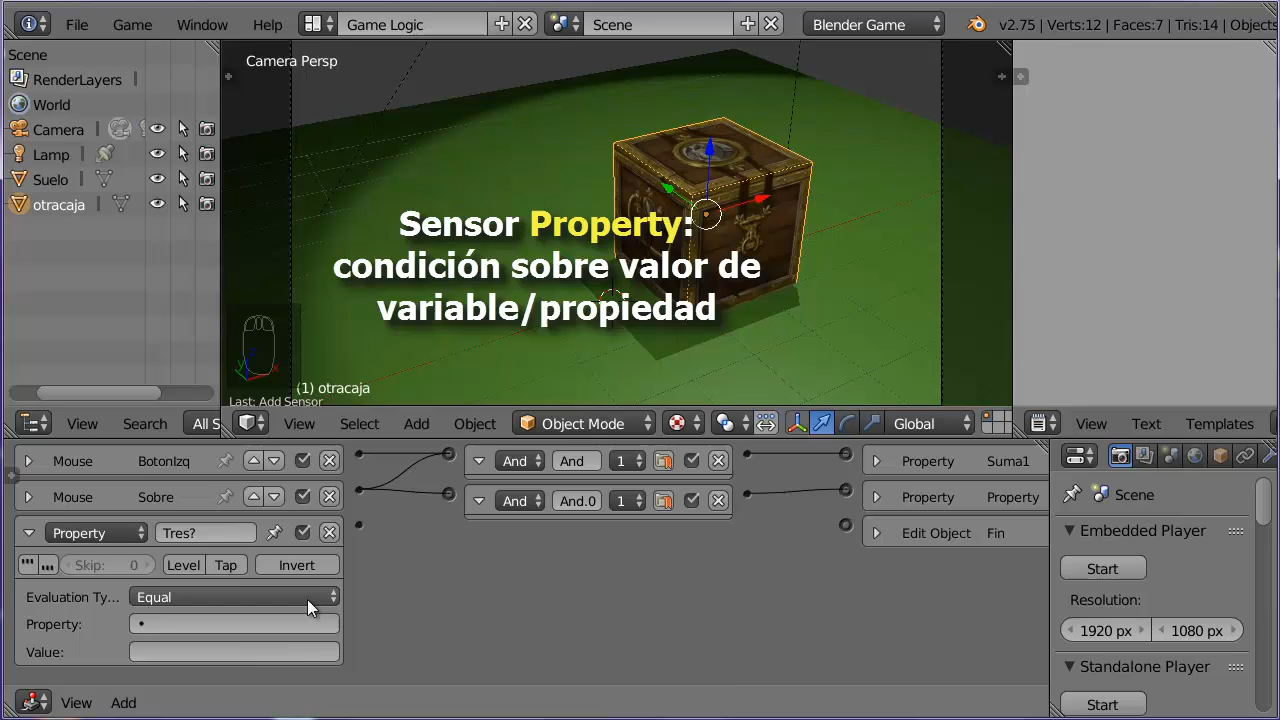 File Game Window Help Game Logic Scene Blender Game v2.75 | Verts:12 | Faces:7 | Tris:14 | Objects
Scene
RenderLayers
World
Camera
Lamp
Suelo
otracaja
View Search All S
Camera Persp
Sensor Property:
condición sobre valor de
variable/propiedad
(1) otracaja
Last: Add Sensor
View Select Add Object Object Mode Global
View Text Templates
Mouse BotonIzq And And 1 Property Suma1
Mouse Sobre And And.0 1 Property Property
Property Tres? Edit Object Fin
Skip: 0 Level Tap Invert
Evaluation Ty... Equal
Property:
Value:
View Add
Scene
Embedded Player
Start
Resolution:
1920 px 1080 px
Standalone Player
Start